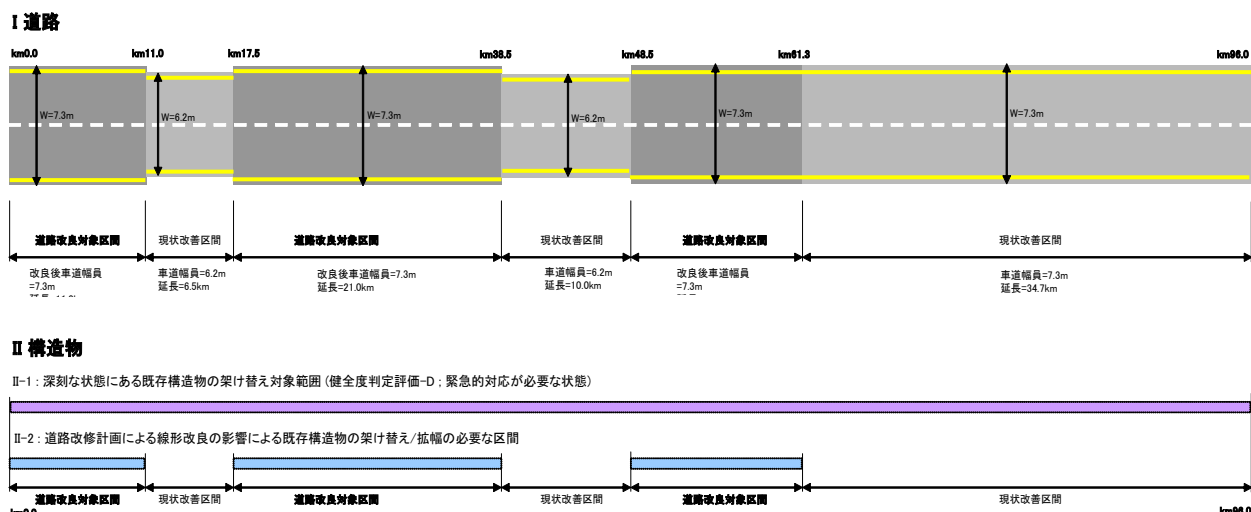 I 道路
km0.0 km11.0 km17.5 km38.5 km48.5 km61.3 km96.0
W=7.3m W=6.2m W=7.3m W=6.2m W=7.3m W=7.3m
道路改良対象区間 現状改善区間 道路改良対象区間 現状改善区間 道路改良対象区間 現状改善区間
改良後車道幅員 車道幅員=6.2m 改良後車道幅員=7.3m 車道幅員=6.2m 改良後車道幅員 車道幅員=7.3m
=7.3m 延長=6.5km 延長=21.0km 延長=10.0km =7.3m 延長=34.7km
II 構造物
II-1 : 深刻な状態にある既存構造物の架け替え対象範囲 (健全度判定評価-D ; 緊急的対応が必要な状態)
II-2 : 道路改修計画による線形改良の影響による既存構造物の架け替え/拡幅の必要な区間
道路改良対象区間 現状改善区間 道路改良対象区間 現状改善区間 道路改良対象区間 現状改善区間
km0.0 km96.0